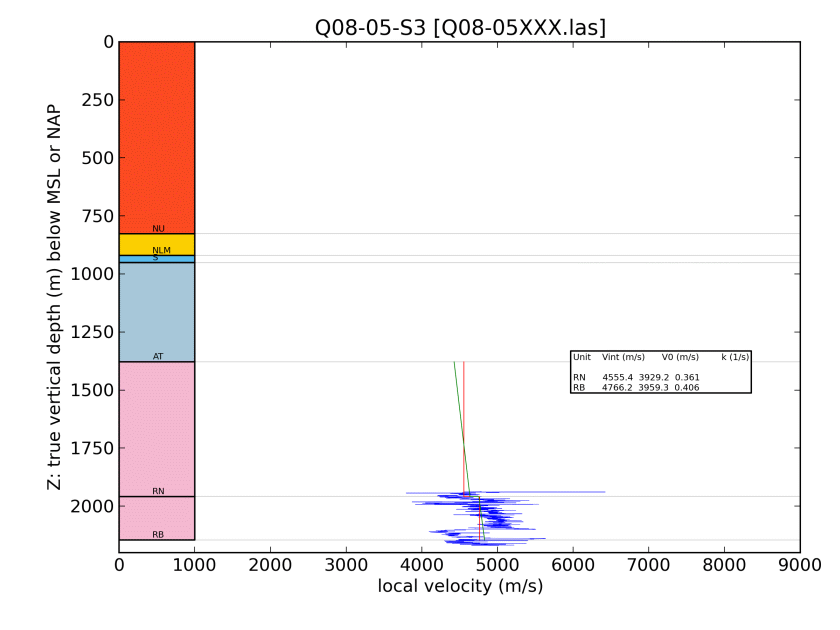 Q08-05-S3 [Q08-05XXX.las]
0
250
500
750
1000
1250
1500
1750
2000
Z: true vertical depth (m) below MSL or NAP
NU
NLM
S
AT
RN
RB
Unit Vint (m/s) V0 (m/s) k (1/s)
RN 4555.4 3929.2 0.361
RB 4766.2 3959.3 0.406
0 1000 2000 3000 4000 5000 6000 7000 8000 9000
local velocity (m/s)